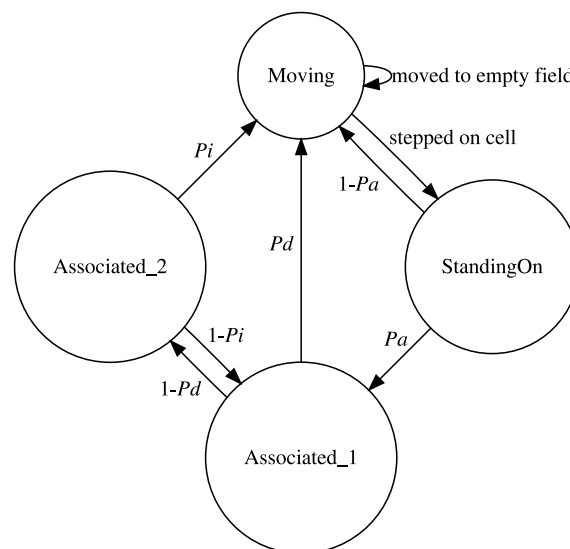 Moving
moved to empty field
stepped on cell
Pi
1-Pa
Pd
Associated_2
StandingOn
1-Pi
Pa
1-Pd
Associated_1